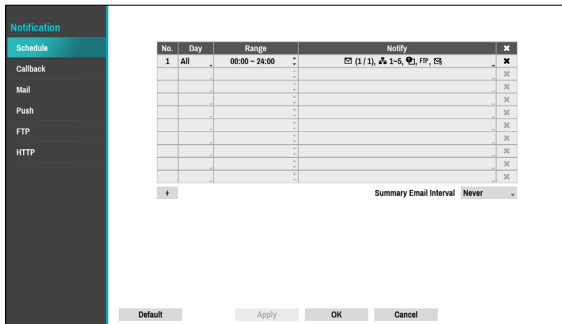 Notification
Schedule
Callback
Mail
Push
FTP
HTTP
No. Day Range Notify ✖
1 All 00:00 ~ 24:00 (1 / 1), 1~5, , FTP, ✖
+ Summary Email Interval Never
Default Apply OK Cancel